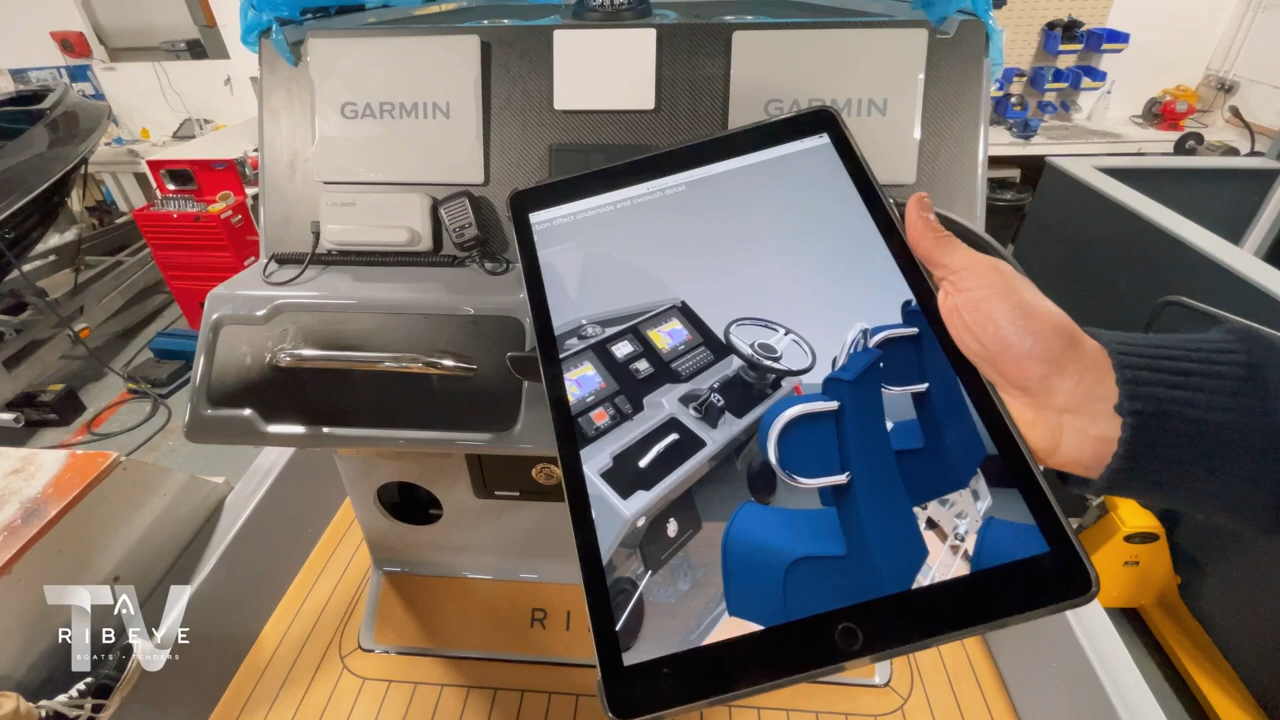 GARMIN
GARMIN
bon effect underside and swoosh detail
RI
TV
RIBEYE
BOATS • TENDERS